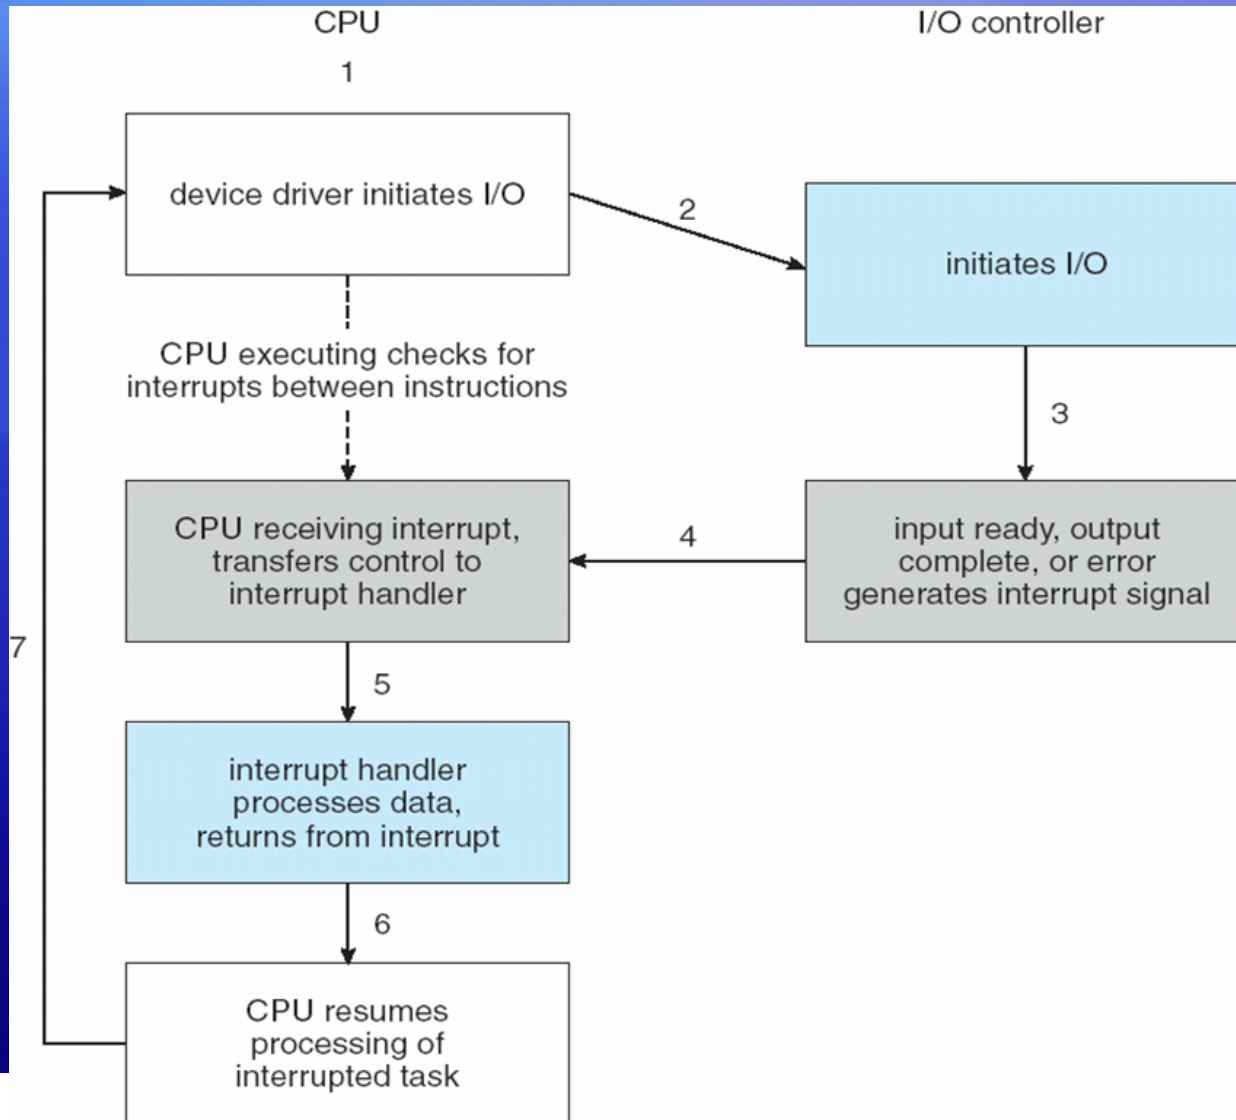 CPU
I/O controller
1
device driver initiates I/O
2
initiates I/O
CPU executing checks for
interrupts between instructions
3
CPU receiving interrupt,
transfers control to
interrupt handler
4
input ready, output
complete, or error
generates interrupt signal
7
5
interrupt handler
processes data,
returns from interrupt
6
CPU resumes
processing of
interrupted task